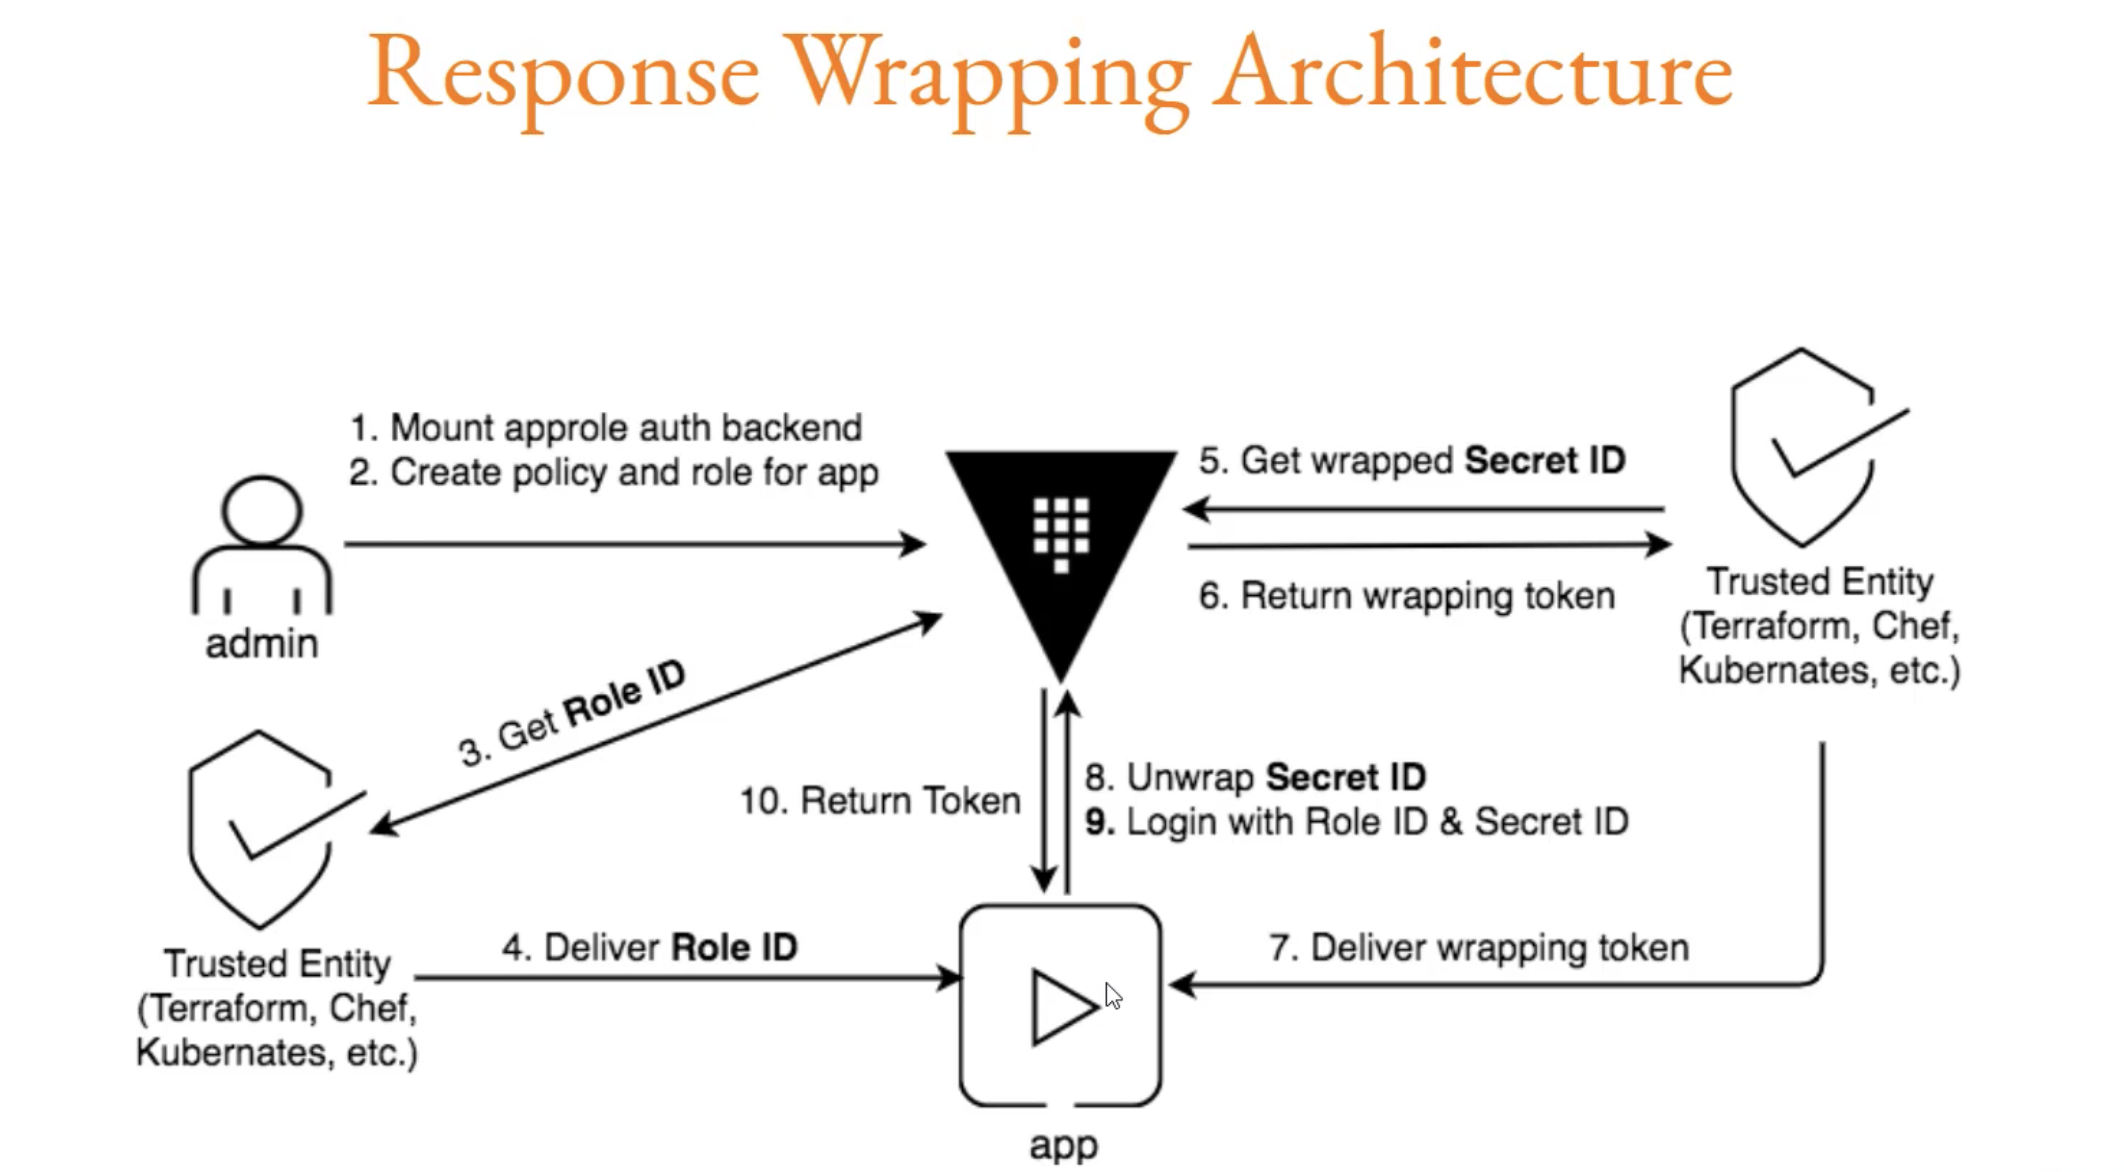 Response Wrapping Architecture
1. Mount approle auth backend
2. Create policy and role for app
admin
5. Get wrapped Secret ID
6. Return wrapping token
Trusted Entity
(Terraform, Chef,
Kubernates, etc.)
3. Get Role ID
10. Return Token
8. Unwrap Secret ID
9. Login with Role ID & Secret ID
Trusted Entity
(Terraform, Chef,
Kubernates, etc.)
4. Deliver Role ID
7. Deliver wrapping token
app